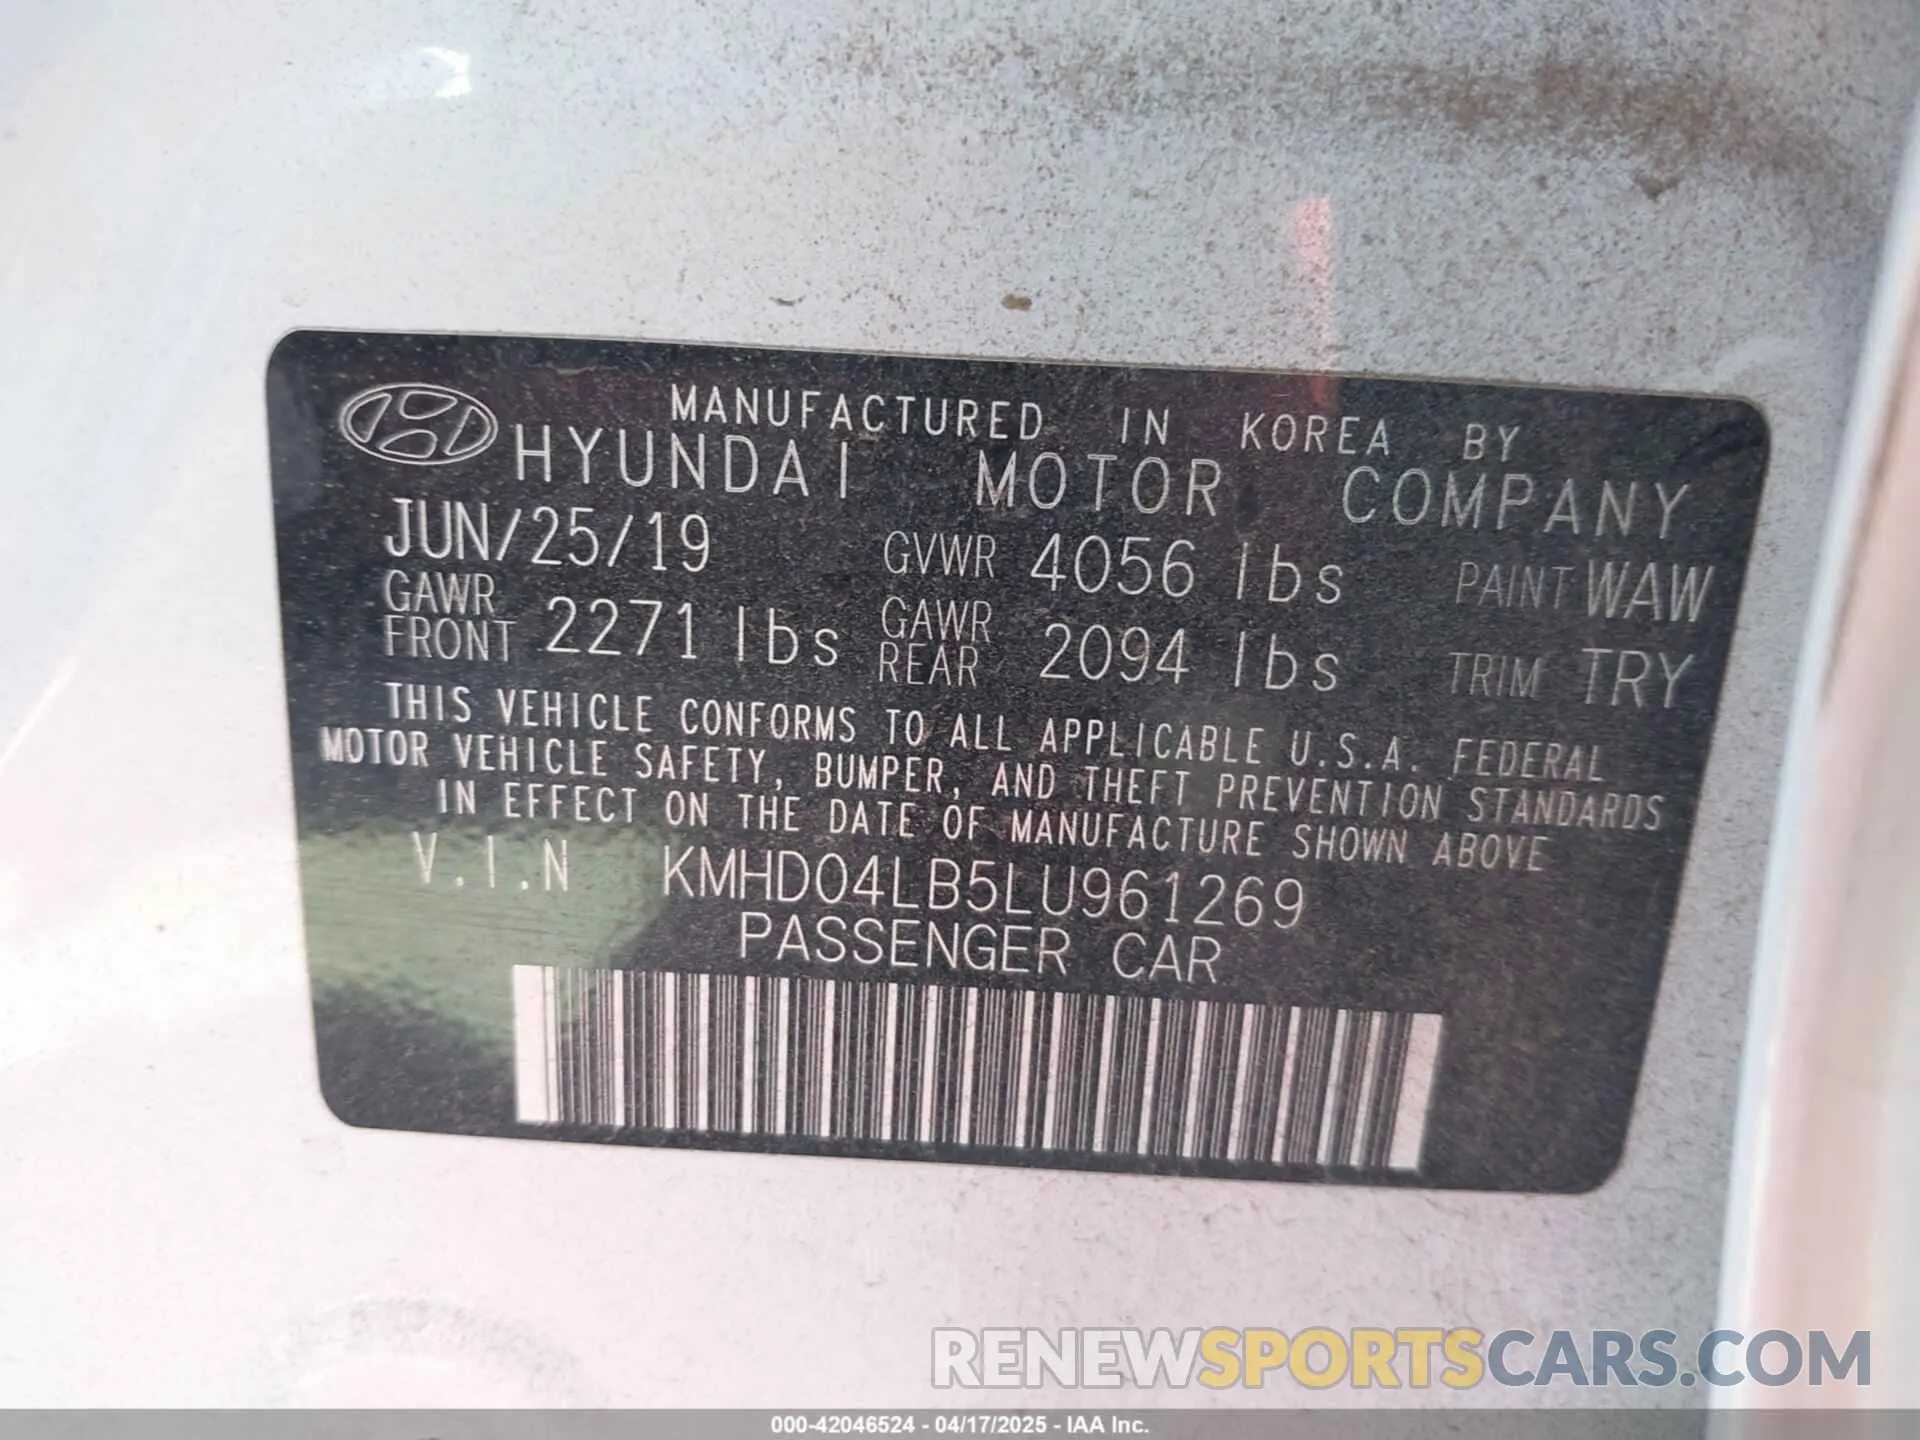 MANUFACTURED IN KOREA BY
HYUNDAI MOTOR COMPANY
JUN/25/19 GVWR 4056 lbs PAINT WAW
GAWR FRONT 2271 lbs GAWR REAR 2094 lbs TRIM TRY
THIS VEHICLE CONFORMS TO ALL APPLICABLE U.S.A. FEDERAL
MOTOR VEHICLE SAFETY, BUMPER, AND THEFT PREVENTION STANDARDS
IN EFFECT ON THE DATE OF MANUFACTURE SHOWN ABOVE
V.I.N KMHD04LB5LU961269
PASSENGER CAR
RENEWSPORTSCARS.COM
000-42046524 - 04/17/2025 - IAA Inc.